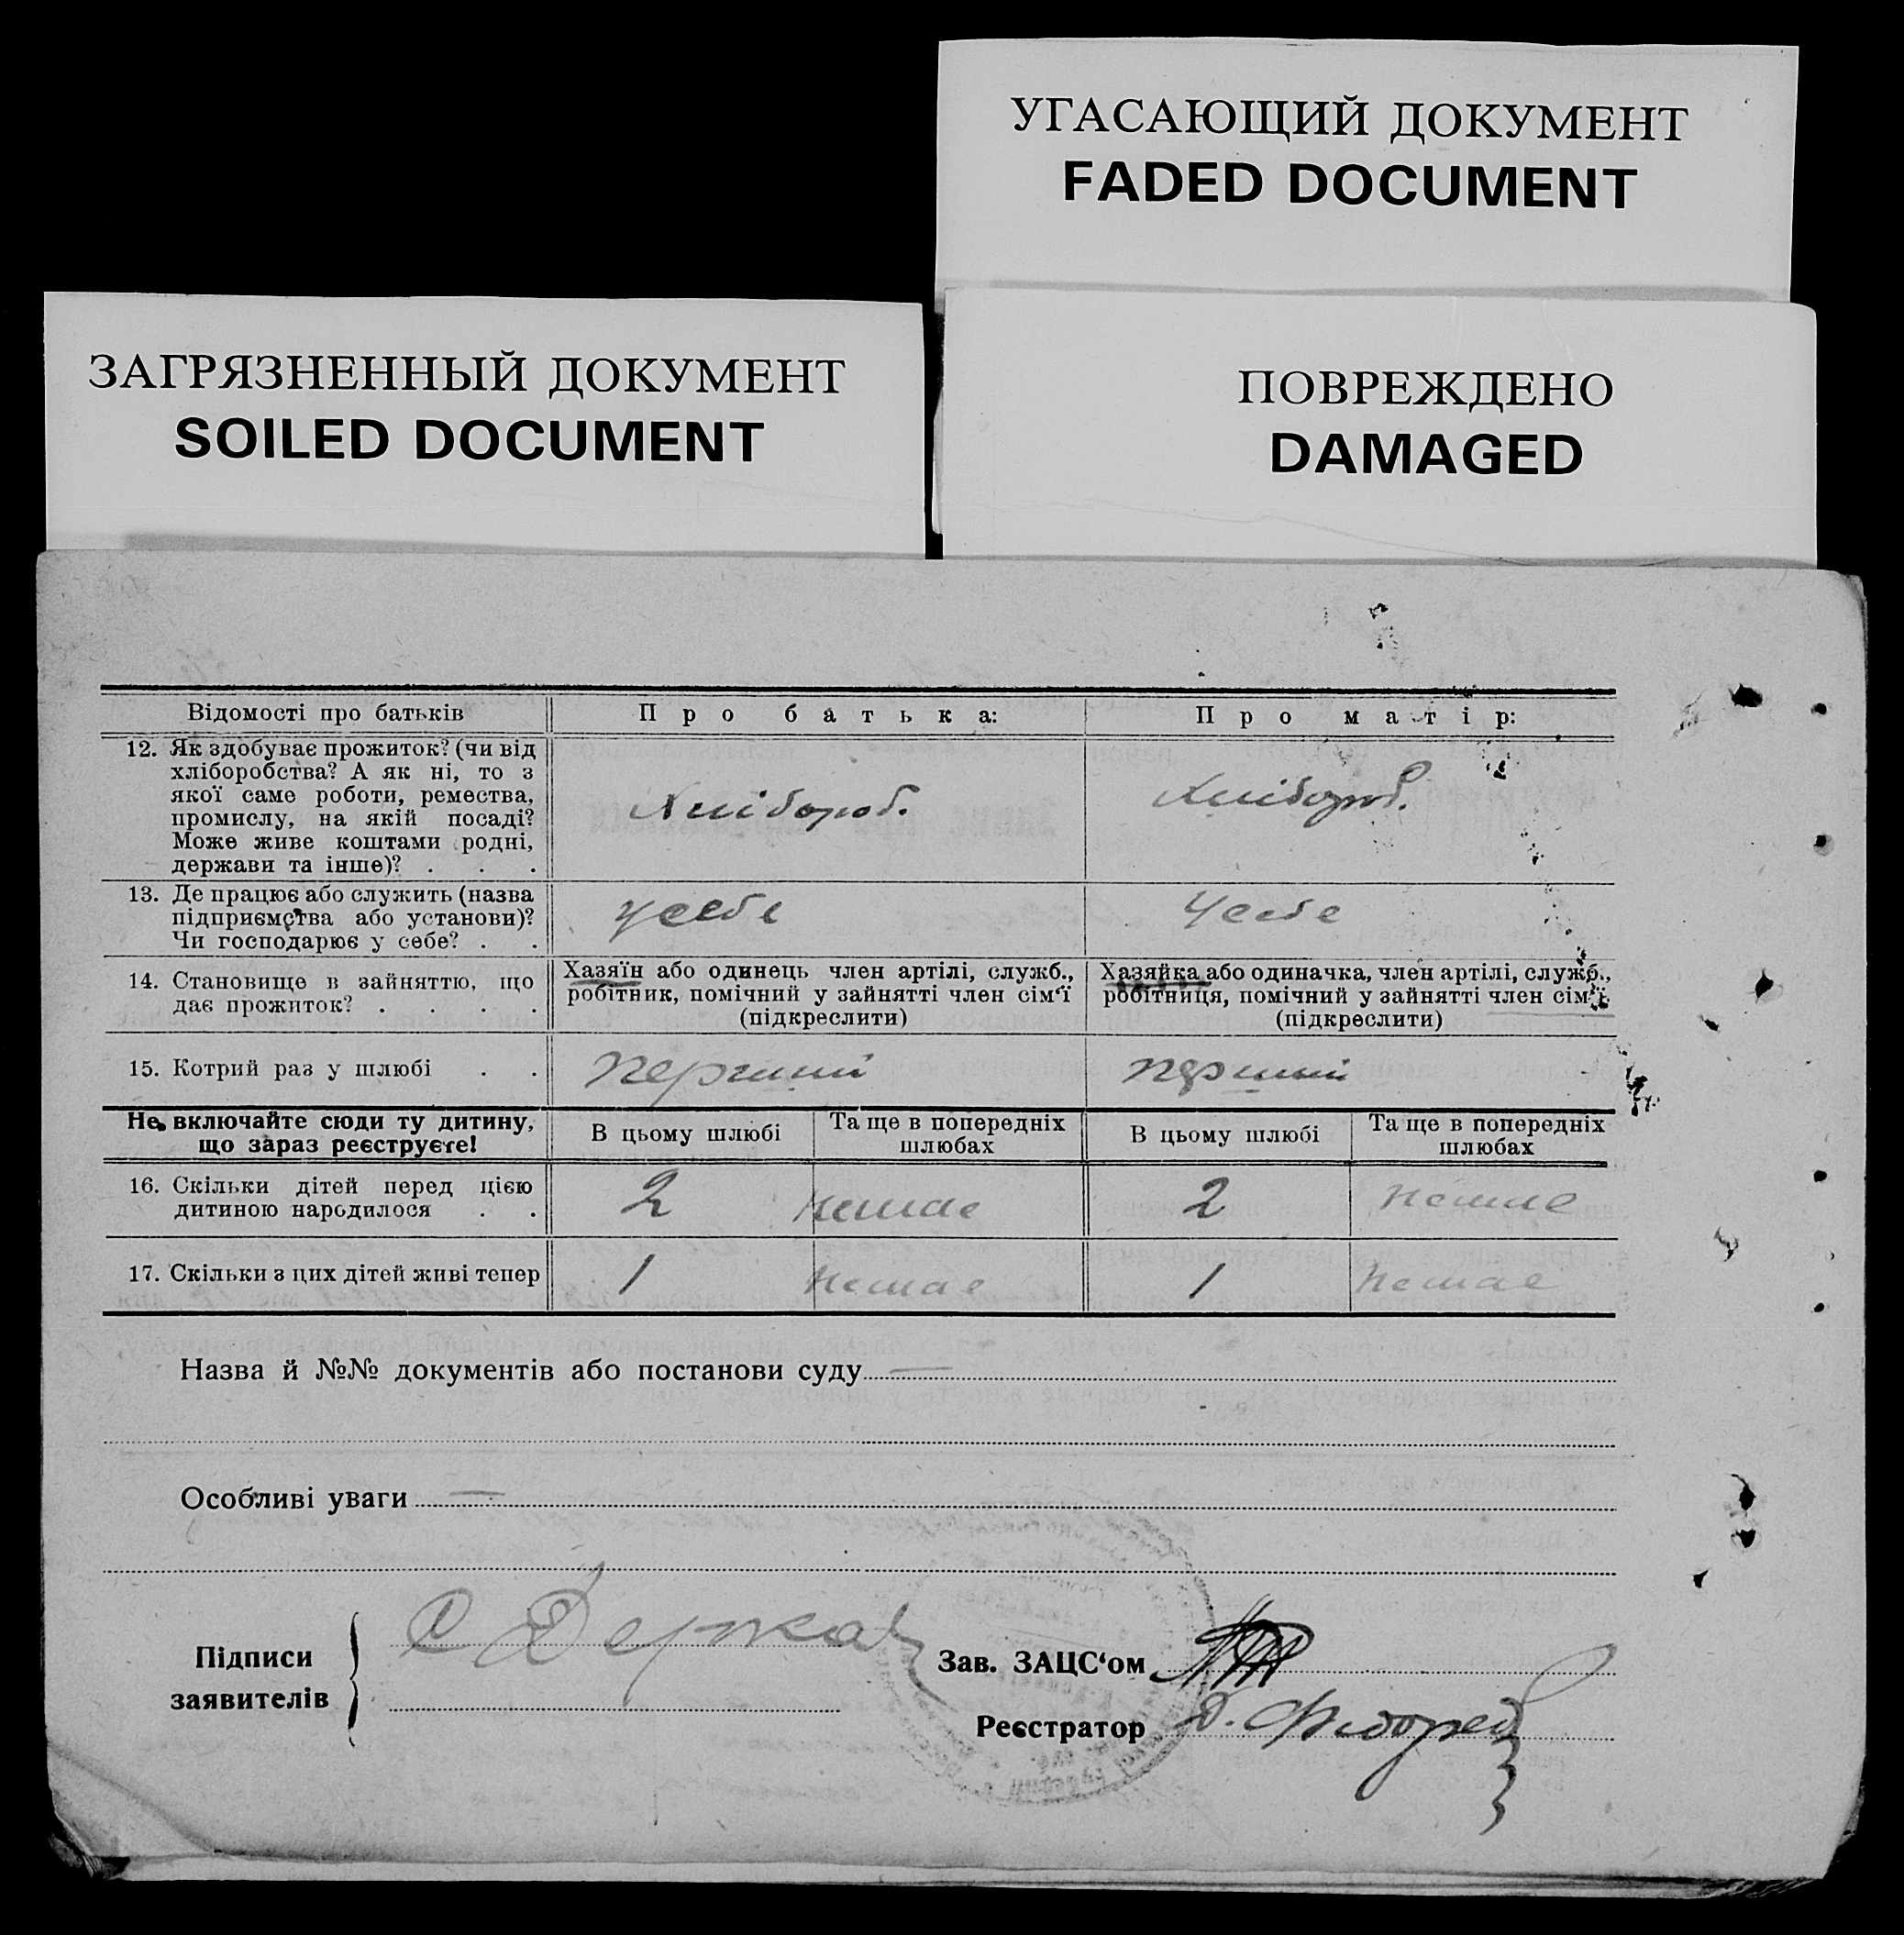 УГАСАЮЩИЙ ДОКУМЕНТ
FADED DOCUMENT
ЗАГРЯЗНЕННЫЙ ДОКУМЕНТ
SOILED DOCUMENT
ПОВРЕЖДЕНО
DAMAGED
Відомості про батьків
Про батька:
Про матір:
12. Як здобуває прожиток? (чи від
хліборобства? А як ні, то з
якої саме роботи, ремества,
промислу, на якій посаді?
Може живе коштами родні,
держави та інше)? . . .
Хлібороб.
Хлібороб.
13. Де працює або служить (назва
підприємства або установи)?
Чи господарює у себе? . .
У себе
У себе
14. Становище в зайняттю, що
дає прожиток? . . . .
Хазяїн або одинець член артілі, служб.,
робітник, помічний у зайнятті член сім‘ї
(підкреслити)
Хазяйка або одиначка, член артілі, служб.,
робітниця, помічний у зайнятті член сім‘ї
(підкреслити)
15. Котрий раз у шлюбі . .
перший
перший
Не включайте сюди ту дитину,
що зараз реєструєте!
В цьому шлюбі
Та ще в попередніх
шлюбах
В цьому шлюбі
Та ще в попередніх
шлюбах
16. Скільки дітей перед цією
дитиною народилося . .
2
немае
2
немае
17. Скільки з цих дітей живі тепер
1
немае
1
немае
Назва й №№ документів або постанови суду —
Особливі уваги —
Підписи
заявителів
Зав. ЗАЦС‘ом
Реєстратор